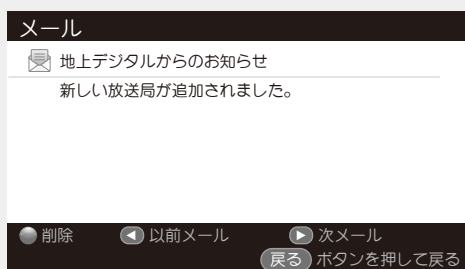 メール
地上デジタルからのお知らせ
新しい放送局が追加されました。
削除 以前メール 次メール
戻る ボタンを押して戻る